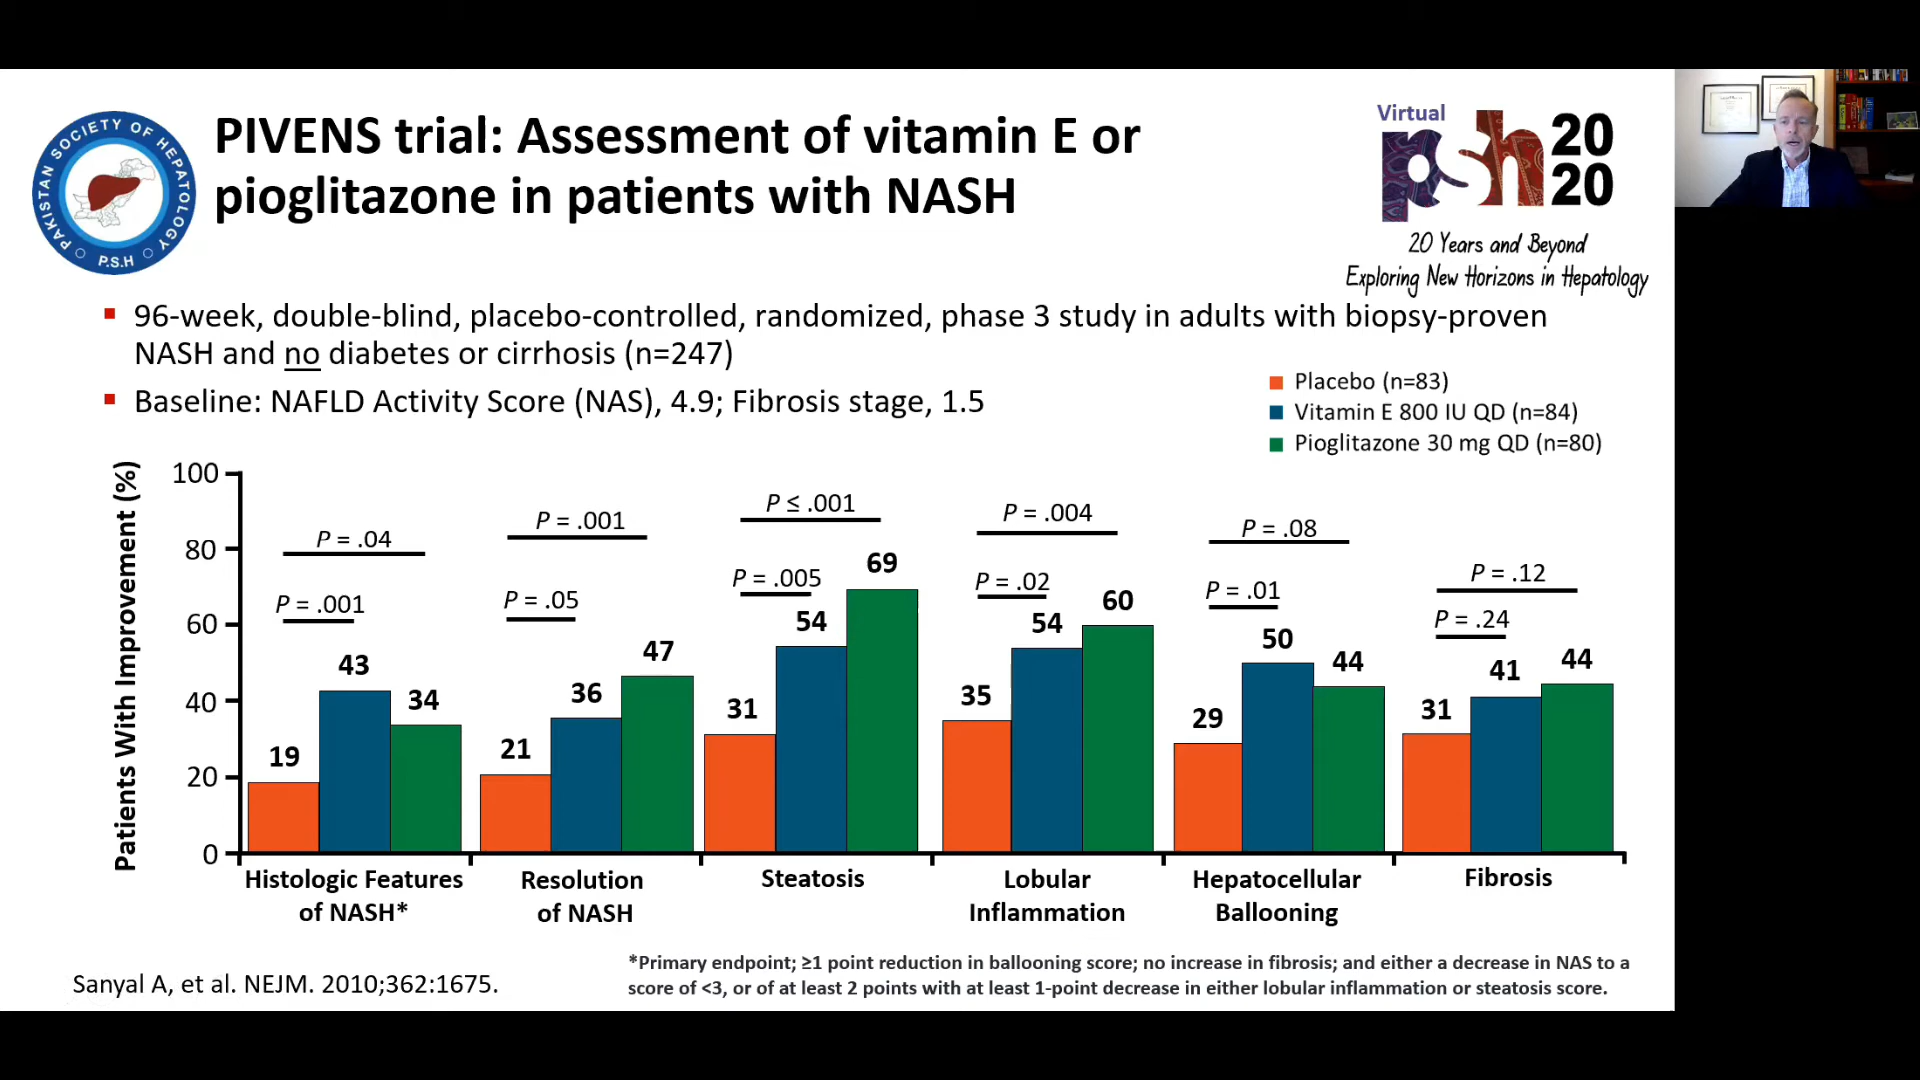 PAKISTAN SOCIETY OF HEPATOLOGY
P.S.H
PIVENS trial: Assessment of vitamin E or
pioglitazone in patients with NASH
Virtual
psh 20
20
20 Years and Beyond
Exploring New Horizons in Hepatology
▪ 96-week, double-blind, placebo-controlled, randomized, phase 3 study in adults with biopsy-proven
NASH and no diabetes or cirrhosis (n=247)
▪ Baseline: NAFLD Activity Score (NAS), 4.9; Fibrosis stage, 1.5
Placebo (n=83)
Vitamin E 800 IU QD (n=84)
Pioglitazone 30 mg QD (n=80)
Patients With Improvement (%)
100
80
60
40
20
0
P = .04
P = .001
19
43
34
Histologic Features
of NASH*
P = .001
P = .05
21
36
47
Resolution
of NASH
P ≤ .001
P = .005
31
54
69
Steatosis
P = .004
P = .02
35
54
60
Lobular
Inflammation
P = .08
P = .01
29
50
44
Hepatocellular
Ballooning
P = .12
P = .24
31
41
44
Fibrosis
*Primary endpoint; ≥1 point reduction in ballooning score; no increase in fibrosis; and either a decrease in NAS to a
score of <3, or of at least 2 points with at least 1-point decrease in either lobular inflammation or steatosis score.
Sanyal A, et al. NEJM. 2010;362:1675.